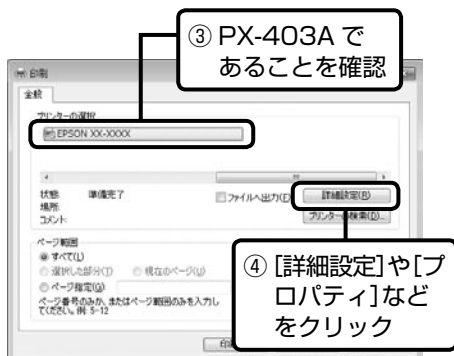 ③ PX-403A で
あることを確認
印刷
全般
プリンターの選択
EPSON XX-XXXX
状態: 準備完了
場所:
コメント:
ファイルへ出力(F)
詳細設定(R)
プリンターの検索(D)...
ページ範囲
すべて(L)
選択した部分(T)
現在のページ(U)
ページ指定(G)
ページ番号のみか、またはページ範囲のみを入力し
てください。例: 5-12
④ [詳細設定]や[プ
ロパティ]など
をクリック